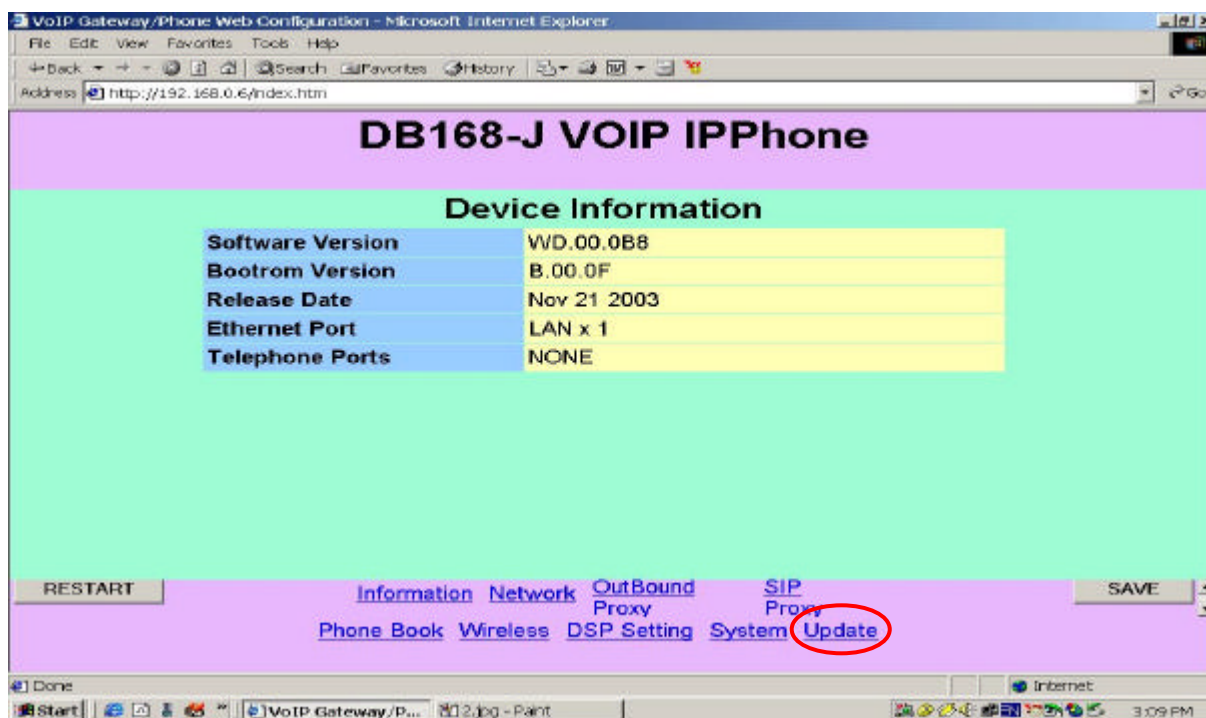 VoIP Gateway/Phone Web Configuration - Microsoft Internet Explorer
File Edit View Favorites Tools Help
Back Search Favorites History
Address http://192.168.0.6/index.htm Go
DB168-J VOIP IPPhone
Device Information
Software Version WD.00.0B8
Bootrom Version B.00.0F
Release Date Nov 21 2003
Ethernet Port LAN x 1
Telephone Ports NONE
RESTART Information Network OutBound Proxy SIP Proxy SAVE
Phone Book Wireless DSP Setting System Update
Done Internet
Start VoIP Gateway/P... 2.jpg - Paint EN 3:09 PM